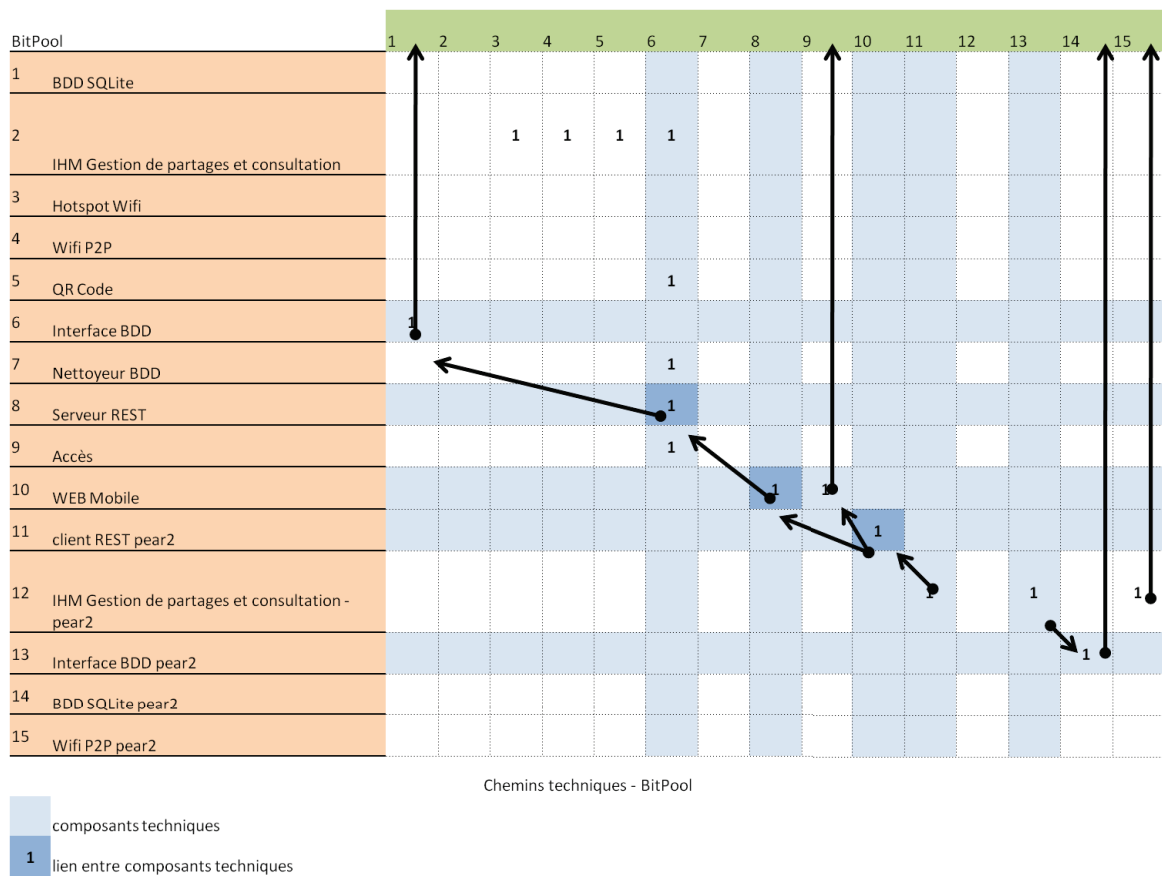 BitPool 1 2 3 4 5 6 7 8 9 10 11 12 13 14 15
1 BDD SQLite
2 IHM Gestion de partages et consultation 1 1 1 1
3 Hotspot Wifi
4 Wifi P2P
5 QR Code 1
6 Interface BDD 1
7 Nettoyeur BDD 1
8 Serveur REST 1
9 Accès 1
10 WEB Mobile 1 1
11 client REST pear2 1
12 IHM Gestion de partages et consultation - 1 1 1
pear2
13 Interface BDD pear2 1
14 BDD SQLite pear2
15 Wifi P2P pear2
Chemins techniques - BitPool
composants techniques
1 lien entre composants techniques